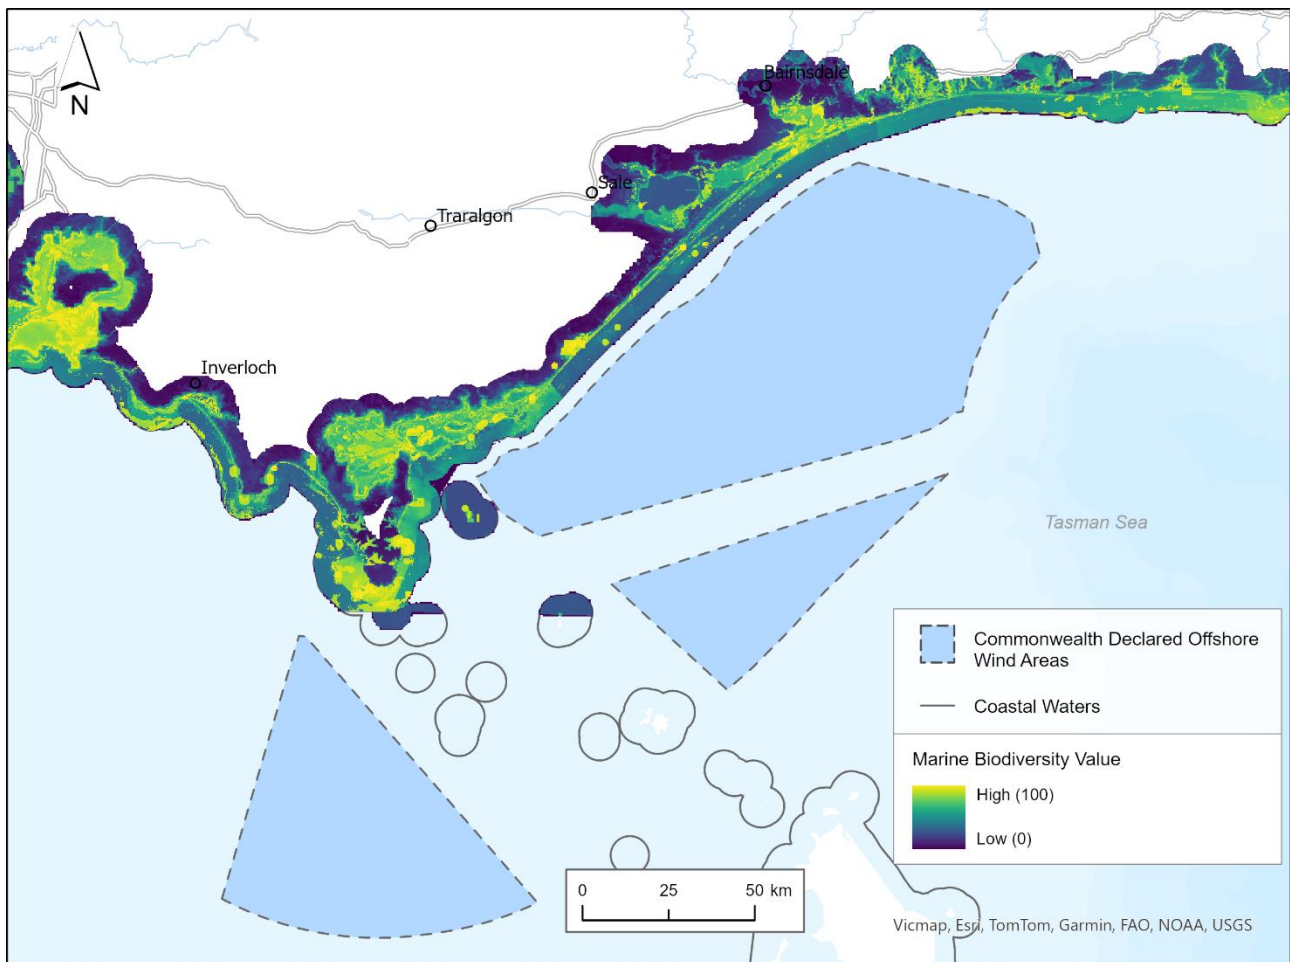 N
Bairnsdale
Sale
Traralgon
Inverloch
Tasman Sea
Commonwealth Declared Offshore
Wind Areas
Coastal Waters
Marine Biodiversity Value
High (100)
Low (0)
0 25 50 km
Vicmap, Esri, TomTom, Garmin, FAO, NOAA, USGS